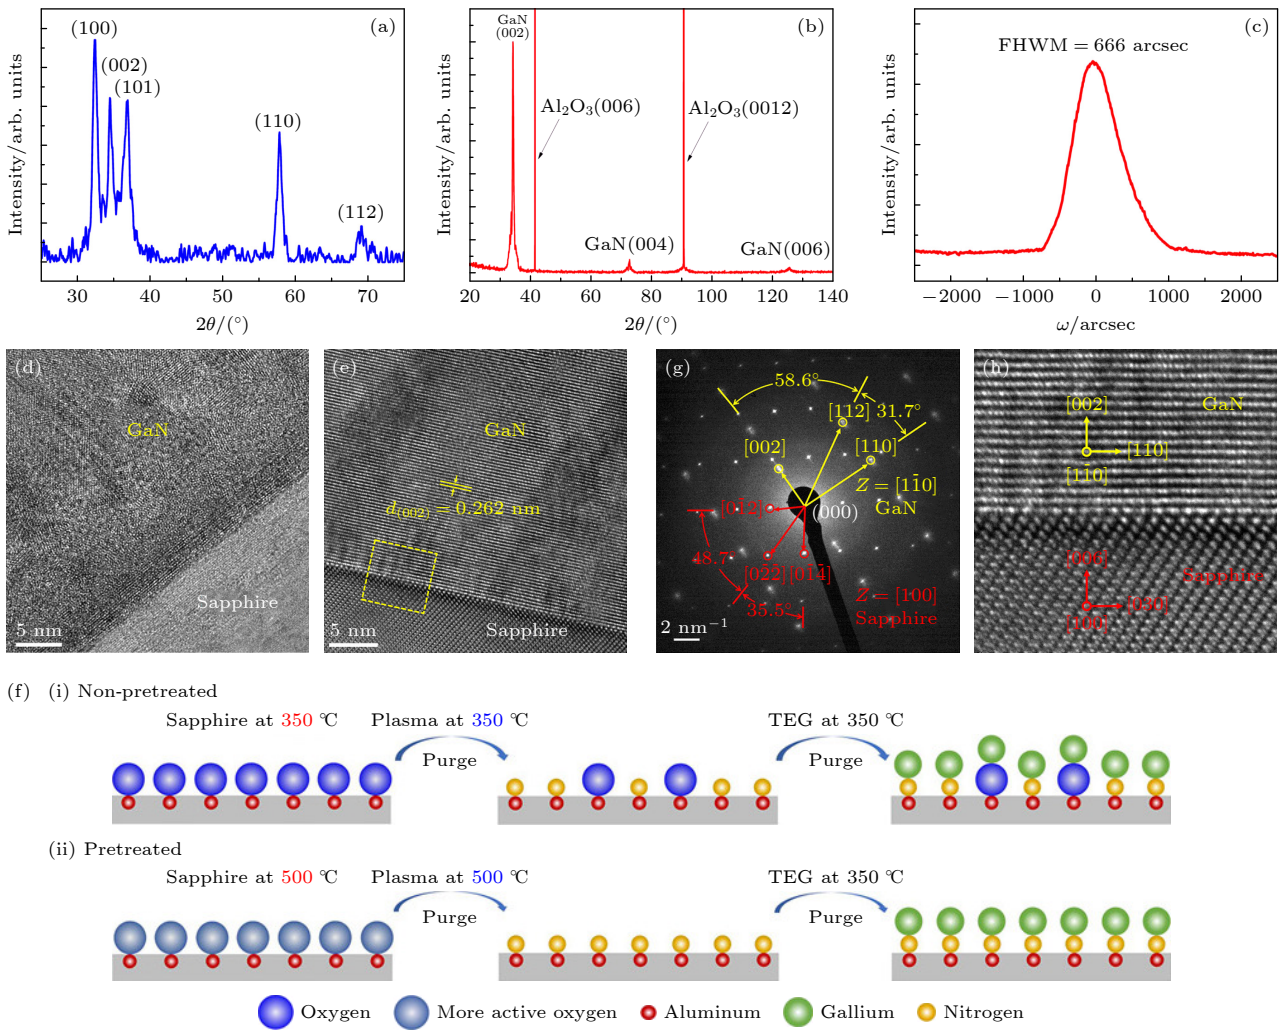 (a)
(100)
(002)
(101)
(110)
(112)
Intensity/arb. units
30
40
50
60
70
2θ/(°)
(b)
GaN
(002)
Al₂O₃(006)
Al₂O₃(0012)
GaN(004)
GaN(006)
Intensity/arb. units
20
40
60
80
100
120
140
2θ/(°)
(c)
FHWM = 666 arcsec
Intensity/arb. units
−2000
−1000
0
1000
2000
ω/arcsec
(d)
GaN
Sapphire
5 nm
(e)
GaN
d(002) = 0.262 nm
Sapphire
5 nm
(g)
58.6°
[112]
31.7°
[002]
[110]
Z = [11̄0]
GaN
(000)
[01̄2]
48.7°
[02̄2̄]
[01̄4̄]
35.5°
Z = [100]
Sapphire
2 nm⁻¹
(h)
[002]
GaN
[110]
[11̄0]
[006]
Sapphire
[030]
[100]
(f) (i) Non-pretreated
Sapphire at 350 ℃
Plasma at 350 ℃
Purge
TEG at 350 ℃
Purge
(ii) Pretreated
Sapphire at 500 ℃
Plasma at 500 ℃
Purge
TEG at 350 ℃
Purge
Oxygen
More active oxygen
Aluminum
Gallium
Nitrogen